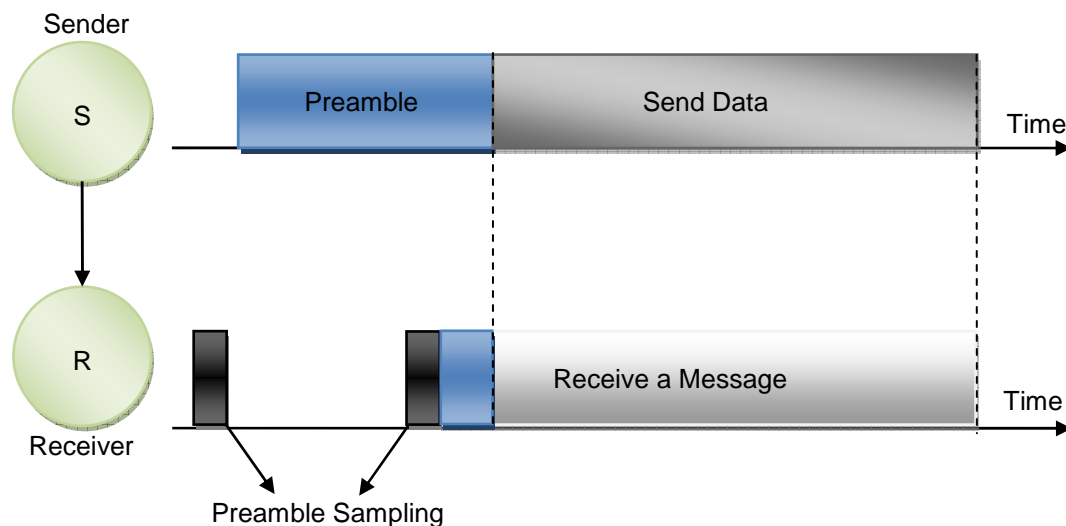 Sender
S
Preamble
Send Data
Time
R
Receive a Message
Time
Receiver
Preamble Sampling